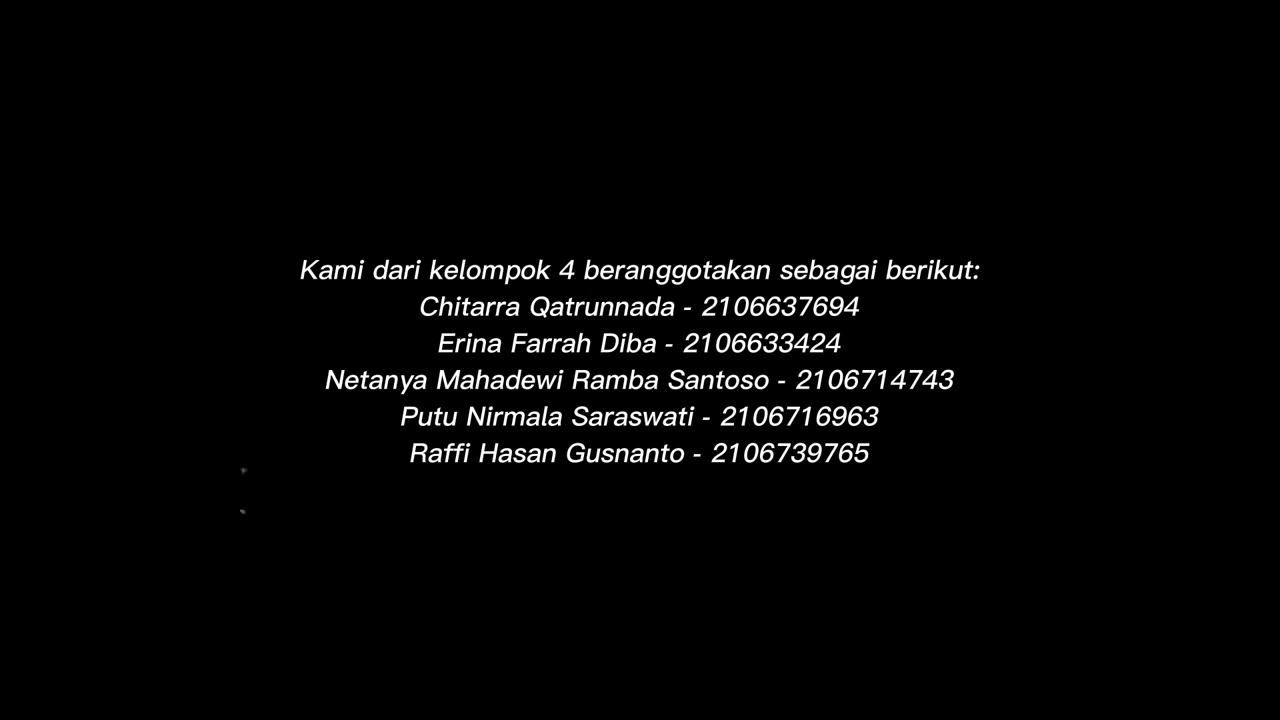 Kami dari kelompok 4 beranggotakan sebagai berikut:
Chitarra Qatrunnada - 2106637694
Erina Farrah Diba - 2106633424
Netanya Mahadewi Ramba Santoso - 2106714743
Putu Nirmala Saraswati - 2106716963
Raffi Hasan Gusnanto - 2106739765